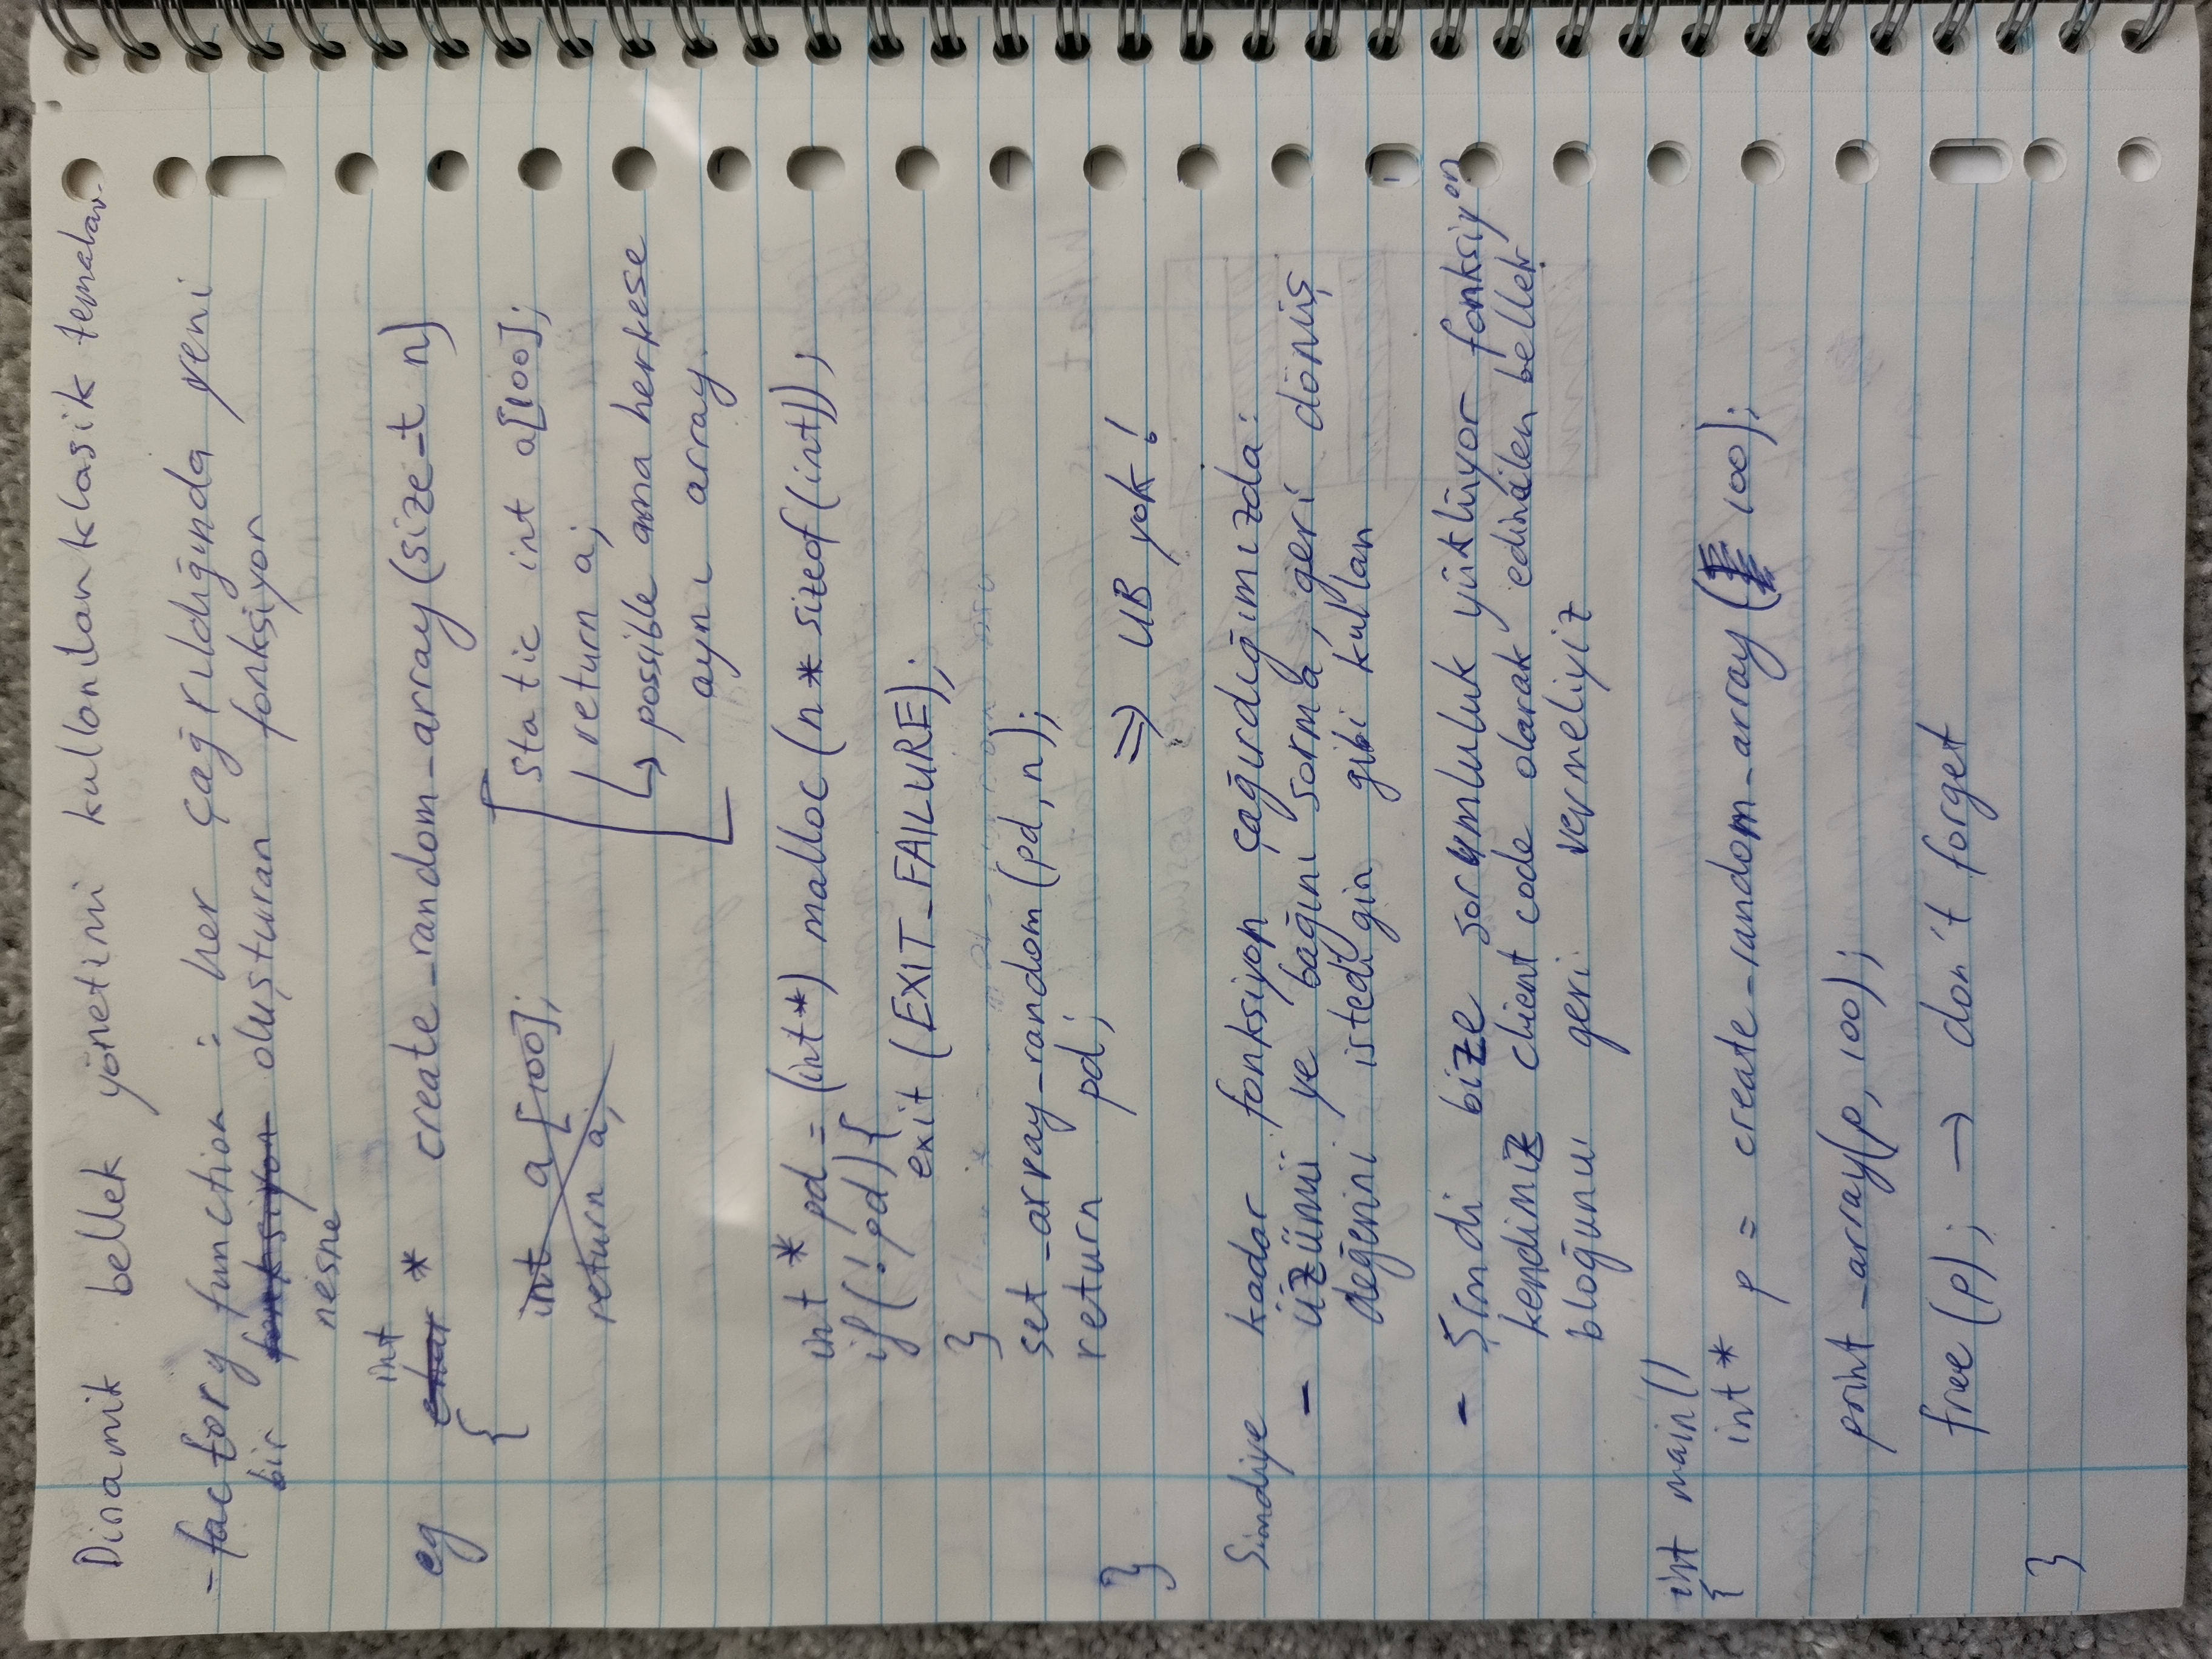 Dinamik bellek yönetimi kullanılan klasik temalar
- factory function : her çağrıldığında yeni
bir fonksiyon oluşturan fonksiyon
nesne
int
eg char * create_random_array(size_t n)
{
int a[100]; static int a[100];
return a; return a;
↳ possible ama herkese
aynı array.
int * pd = (int*) malloc (n * sizeof(int));
if(!pd){
exit (EXIT_FAILURE);
}
set_array_random(pd, n);
return pd;
}
⇒ UB yok!
Simdiye kadar fonksiyon çağırdığımızda:
- üzümü ye bağını sorma, geri dönüş
değerini istedigin gibi kullan
- Şimdi bize sorumluluk yüklüyor fonksiyon
kendimiz client code olarak edinilen bellek
bloğunu geri vermeliyiz
int main()
{
int* p = create_random_array( 100);
print_array(p, 100);
free(p); → don't forget
}